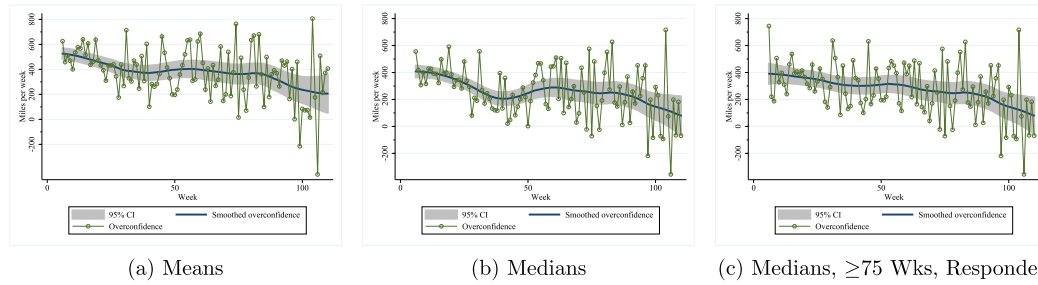 800
600
400
200
0
-200
Miles per week
0
50
100
Week
95% CI
Smoothed overconfidence
Overconfidence
(a) Means
800
600
400
200
0
-200
Miles per week
0
50
100
Week
95% CI
Smoothed overconfidence
Overconfidence
(b) Medians
800
600
400
200
0
-200
Miles per week
0
50
100
Week
95% CI
Smoothed overconfidence
Overconfidence
(c) Medians, ≥75 Wks, Responde